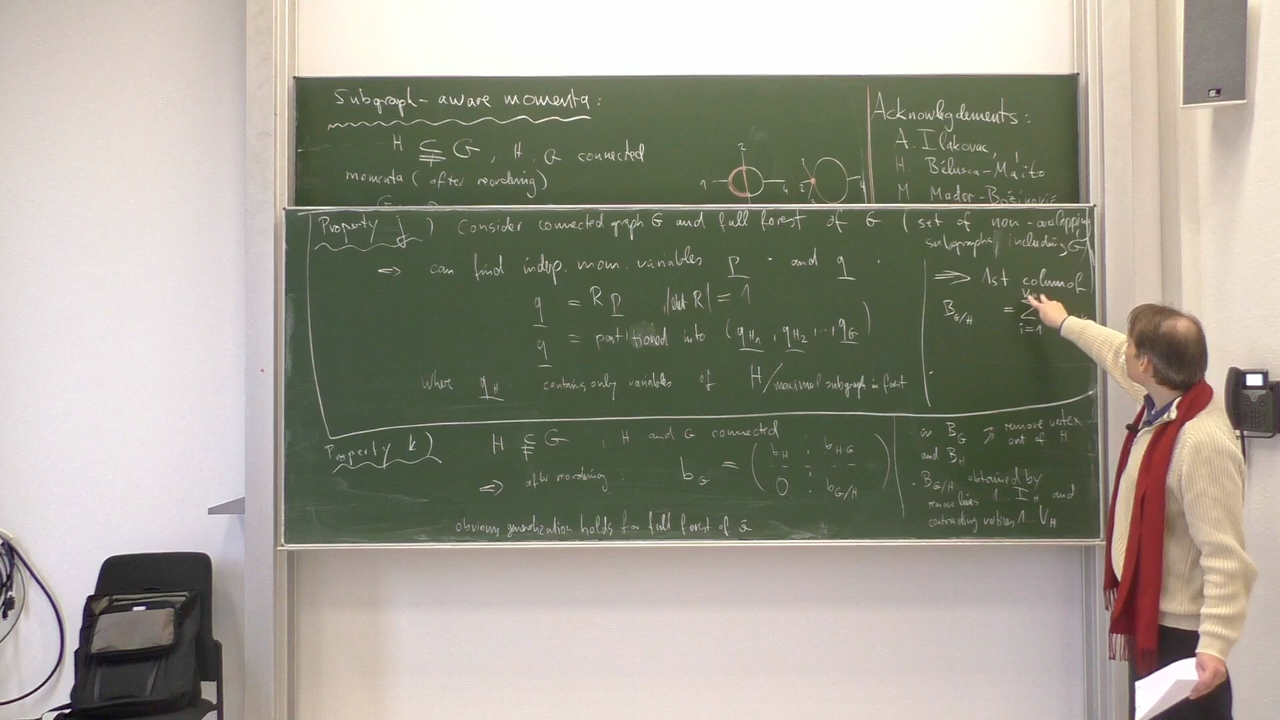 Subgraph-aware momenta:
H ⊊ G, H, G connected
momenta (after reordering)
Acknowlegdements:
A. Ilakovac,
H. Bélusca-Maïto
M Mador-Božinović
Property j) Consider connected graph G and full forest of G (set of non-overlapping
subgraphs including G)
⇒ can find indep. mom. variables p and q
q = R p |det R| = 1
q = partitioned into (q_H1, q_H2, ..., q_G)
where q_H contains only variables of H/maximal subgraph in forest
⇒ 1st column of
B_G/H = Σ
i=1
Property k) H ⊊ G, H and G connected
⇒ after reordering: b_G = ( b_H ¦ b_HG
0 ¦ b_G/H )
obvious generalization holds for full forest of
in B_G remove vertex
and B_H out of H
· B_G/H obtained by
remove lines 1... I_H and
contracting vertices 1... V_H